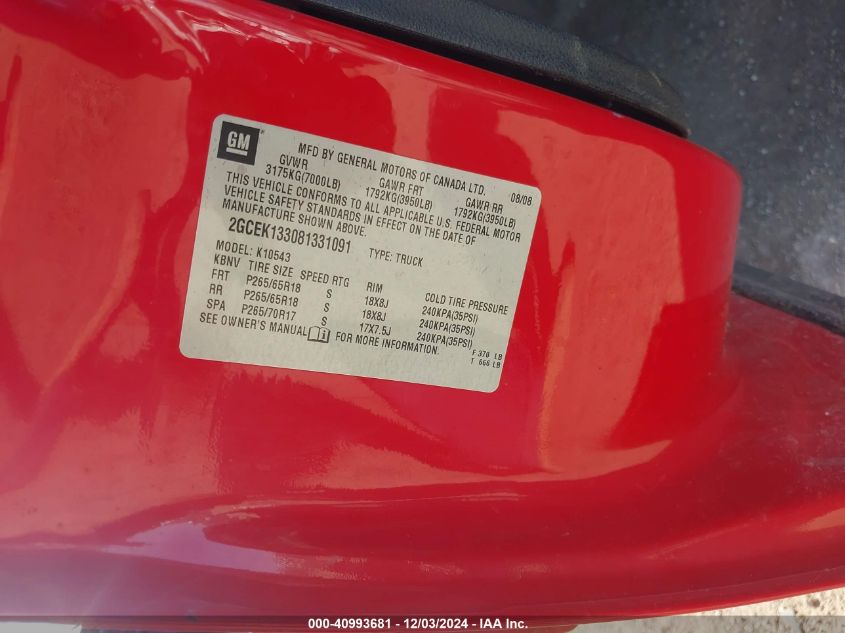 GM
MFD BY GENERAL MOTORS OF CANADA LTD. 08/08
GVWR GAWR FRT GAWR RR
3175KG(7000LB) 1792KG(3950LB) 1792KG(3950LB)
THIS VEHICLE CONFORMS TO ALL APPLICABLE U.S. FEDERAL MOTOR
VEHICLE SAFETY STANDARDS IN EFFECT ON THE DATE OF
MANUFACTURE SHOWN ABOVE.
2GCEK133081331091 TYPE: TRUCK
MODEL: K10543
KBNV TIRE SIZE SPEED RTG RIM COLD TIRE PRESSURE
FRT P265/65R18 S 18X8J 240KPA(35PSI)
RR P265/65R18 S 18X8J 240KPA(35PSI)
SPA P265/70R17 S 17X7.5J 240KPA(35PSI)
SEE OWNER'S MANUAL FOR MORE INFORMATION.
F 370 LB
T 666 LB
000-40993681 - 12/03/2024 - IAA Inc.